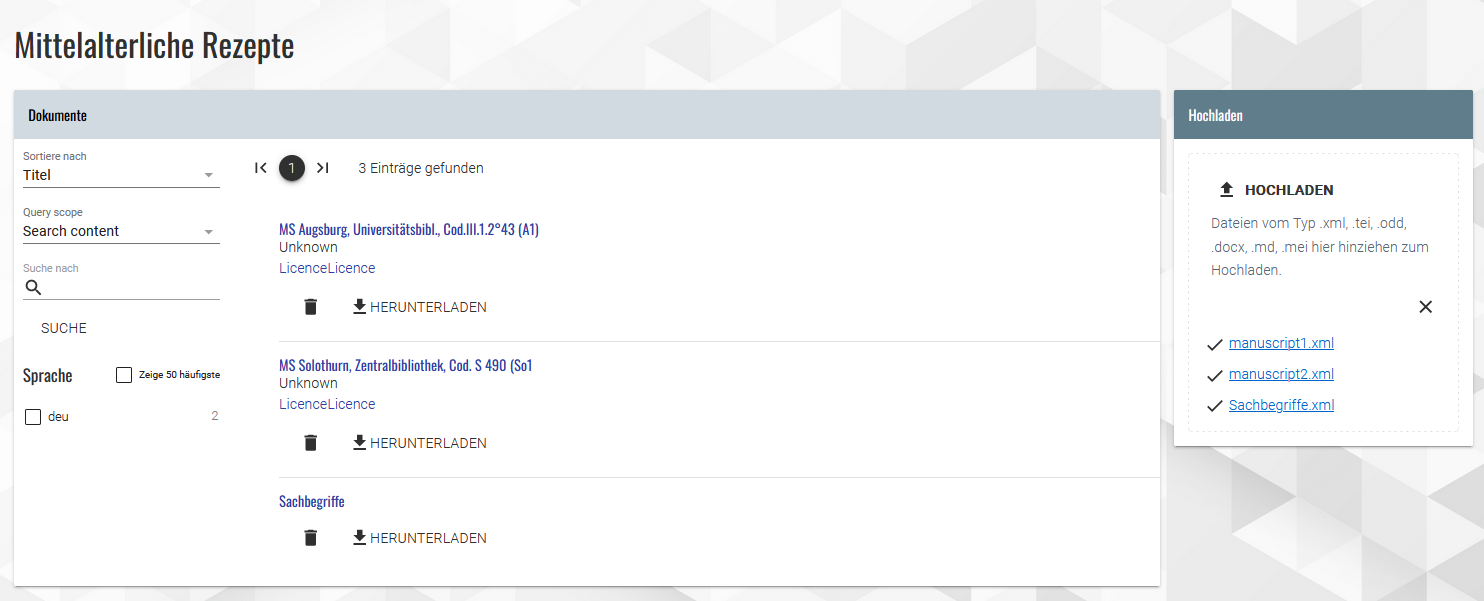 Mittelalterliche Rezepte
Dokumente
Sortiere nach
Titel
Query scope
Search content
Suche nach
SUCHE
Sprache
Zeige 50 häufigste
deu
2
1
3 Einträge gefunden
MS Augsburg, Universitätsbibl., Cod.III.1.2°43 (A1)
Unknown
LicenceLicence
HERUNTERLADEN
MS Solothurn, Zentralbibliothek, Cod. S 490 (So1
Unknown
LicenceLicence
HERUNTERLADEN
Sachbegriffe
HERUNTERLADEN
Hochladen
HOCHLADEN
Dateien vom Typ .xml, .tei, .odd,
.docx, .md, .mei hier hinziehen zum
Hochladen.
manuscript1.xml
manuscript2.xml
Sachbegriffe.xml